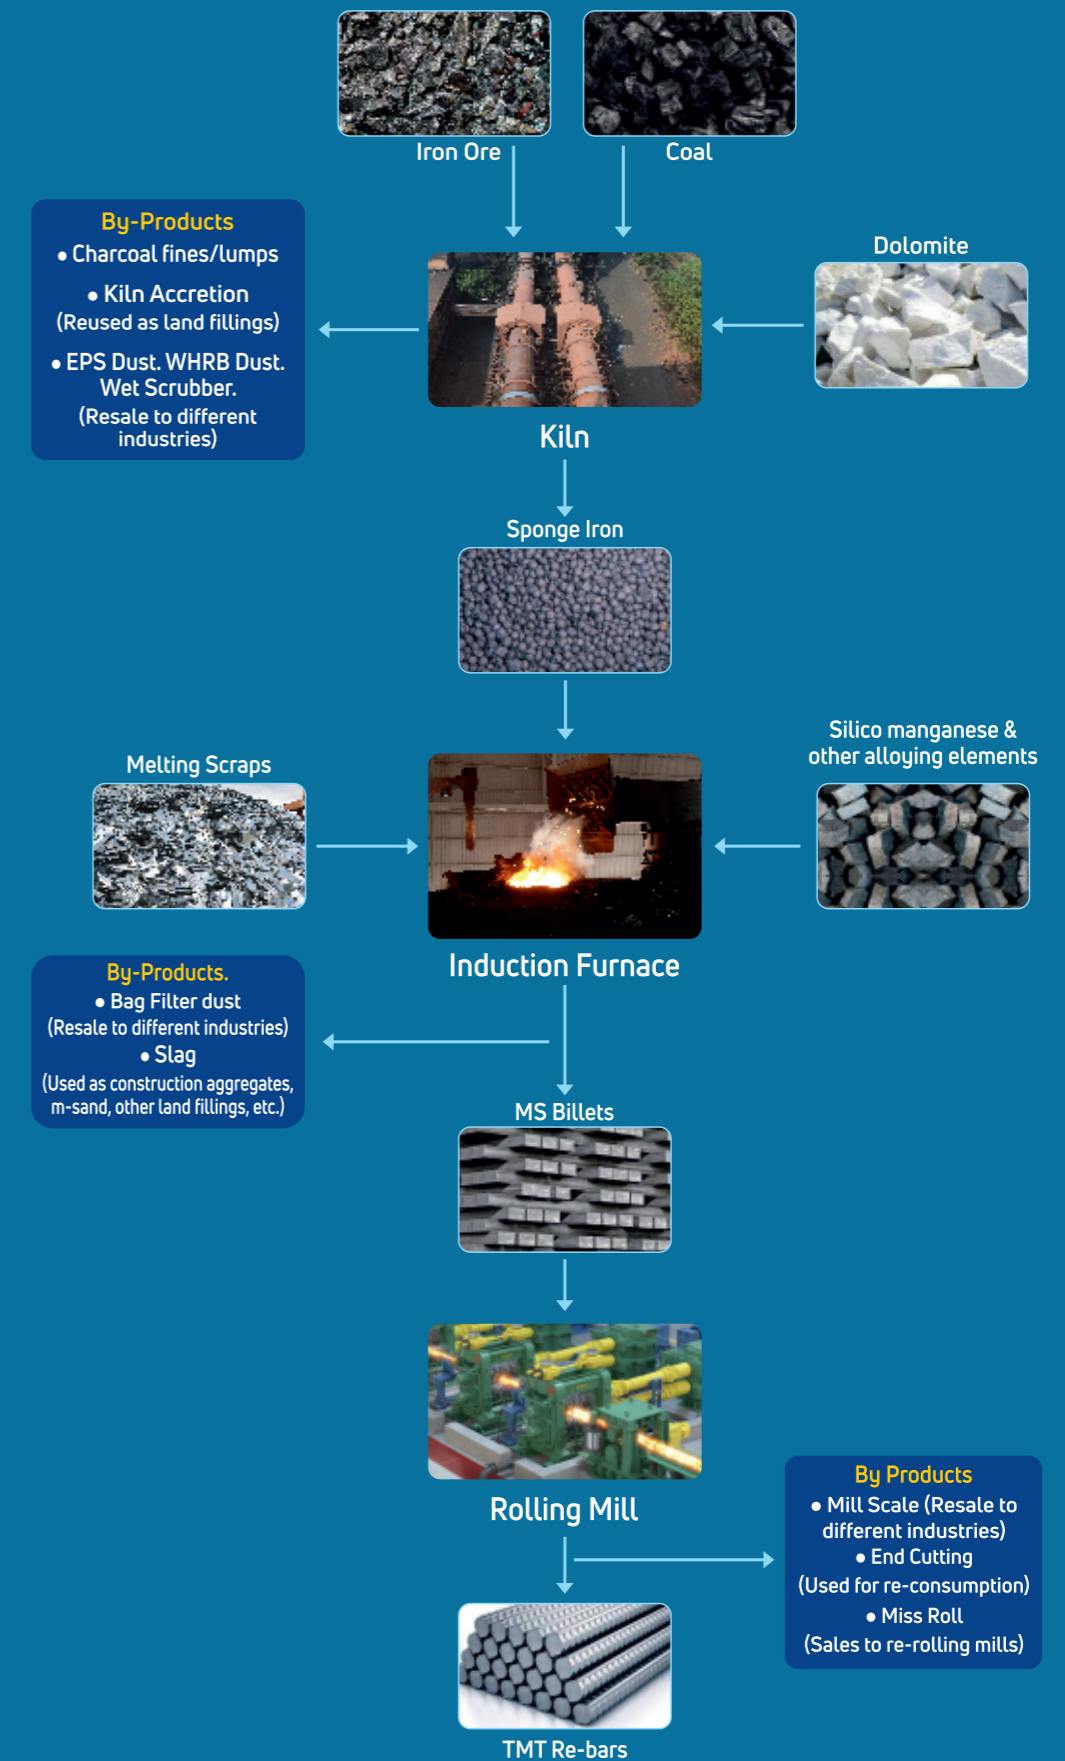 Iron Ore
Coal
By-Products
● Charcoal fines/lumps
● Kiln Accretion
(Reused as land fillings)
● EPS Dust. WHRB Dust.
Wet Scrubber.
(Resale to different
industries)
Dolomite
Kiln
Sponge Iron
Melting Scraps
Silico manganese &
other alloying elements
Induction Furnace
By-Products.
● Bag Filter dust
(Resale to different industries)
● Slag
(Used as construction aggregates,
m-sand, other land fillings, etc.)
MS Billets
Rolling Mill
By Products
● Mill Scale (Resale to
different industries)
● End Cutting
(Used for re-consumption)
● Miss Roll
(Sales to re-rolling mills)
TMT Re-bars